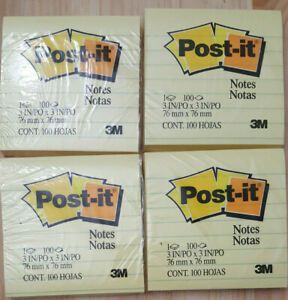 Post-it
Notes
Notas
1 100
3 IN/PO x 3 IN/PO
76 mm x 76 mm
CONT. 100 HOJAS 3M
Post-it
Notes
Notas
1 100
3 IN/PO x 3 IN/PO
76 mm x 76 mm
CONT. 100 HOJAS 3M
Post-it
Notes
Notas
1 100
3 IN/PO x 3 IN/PO
76 mm x 76 mm
CONT. 100 HOJAS 3M
Post-it
Notes
Notas
1 100
3 IN/PO x 3 IN/PO
76 mm x 76 mm
CONT. 100 HOJAS 3M